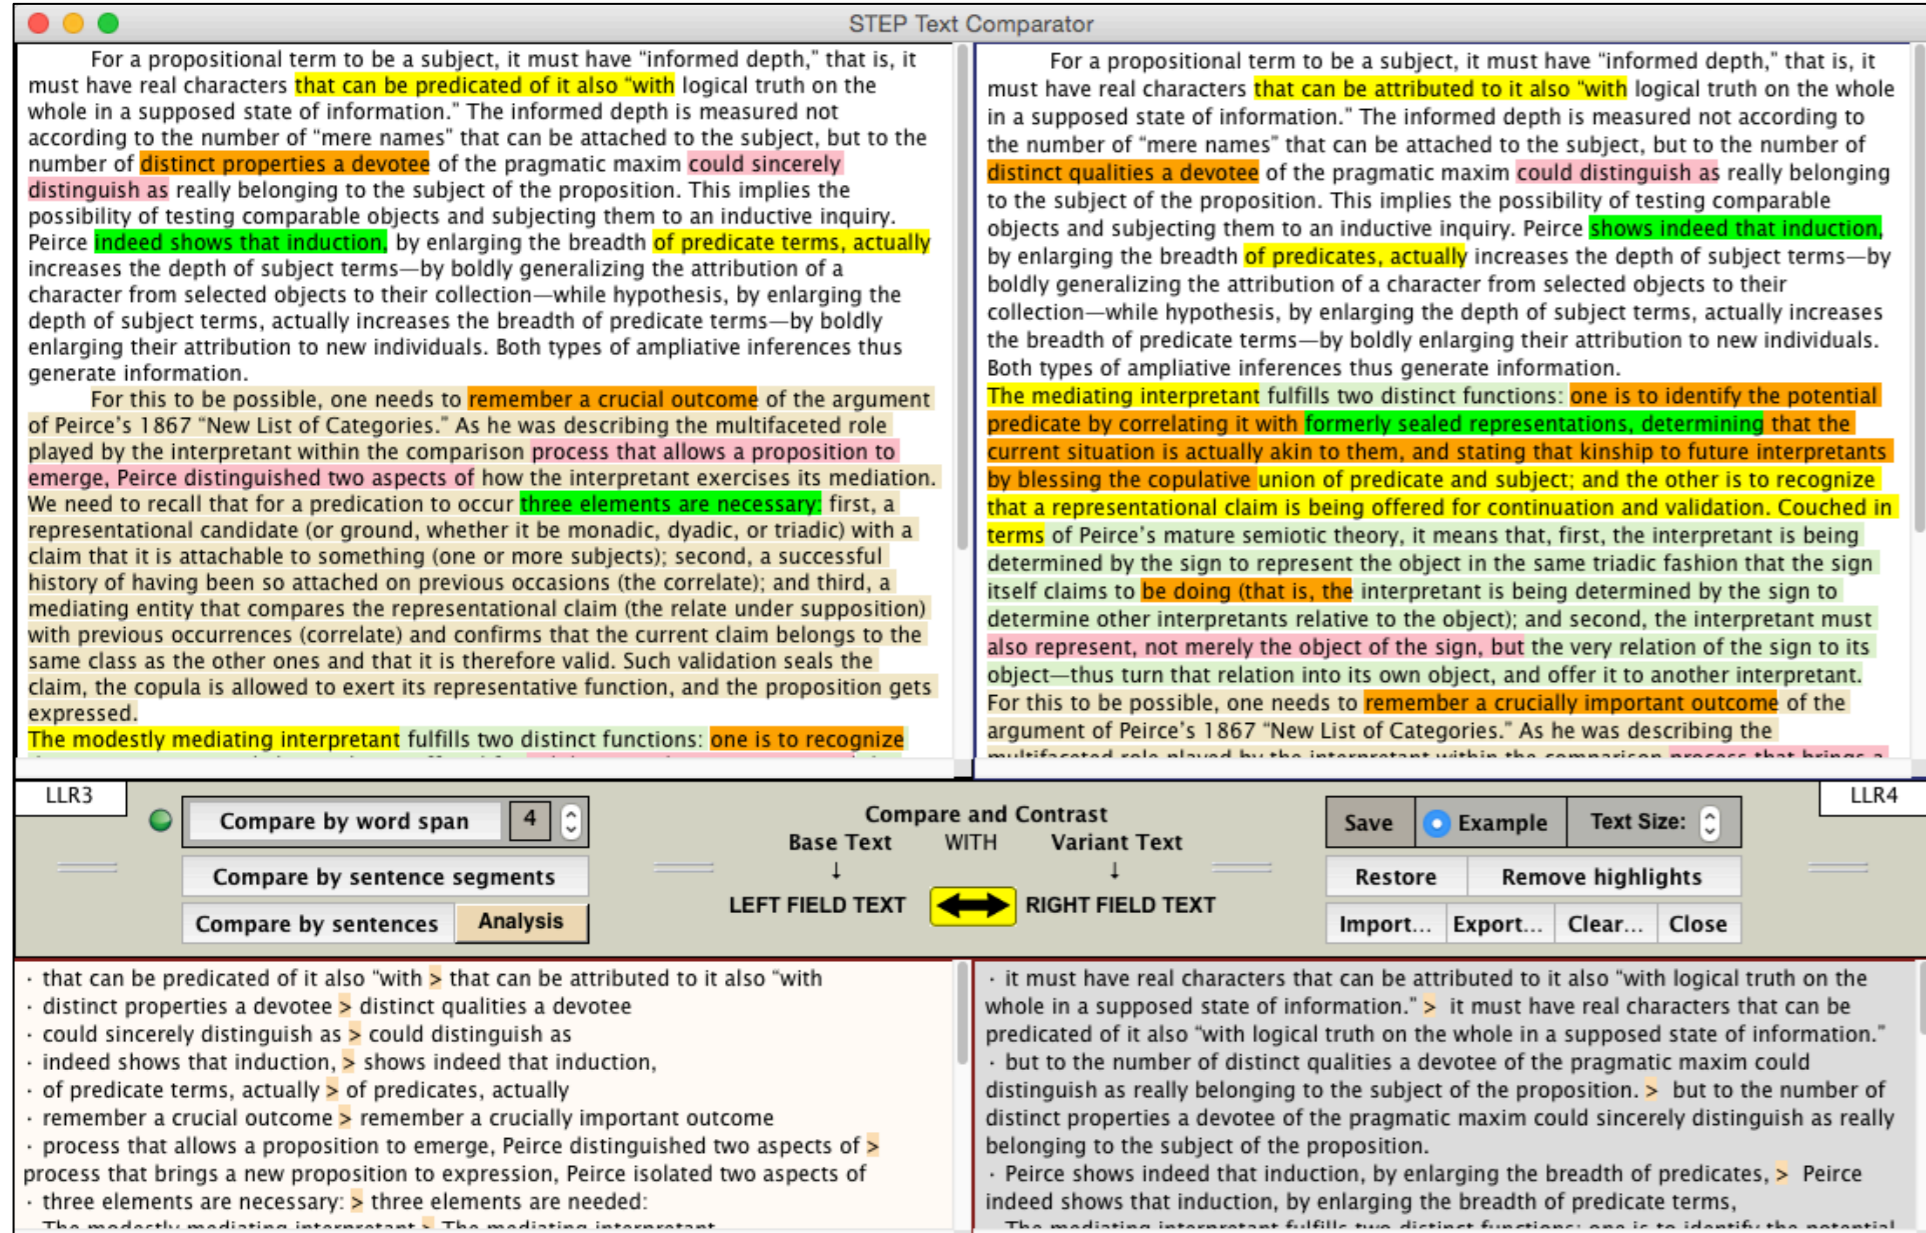 STEP Text Comparator
For a propositional term to be a subject, it must have “informed depth,” that is, it
must have real characters that can be predicated of it also “with logical truth on the
whole in a supposed state of information.” The informed depth is measured not
according to the number of “mere names” that can be attached to the subject, but to the
number of distinct properties a devotee of the pragmatic maxim could sincerely
distinguish as really belonging to the subject of the proposition. This implies the
possibility of testing comparable objects and subjecting them to an inductive inquiry.
Peirce indeed shows that induction, by enlarging the breadth of predicate terms, actually
increases the depth of subject terms—by boldly generalizing the attribution of a
character from selected objects to their collection—while hypothesis, by enlarging the
depth of subject terms, actually increases the breadth of predicate terms—by boldly
enlarging their attribution to new individuals. Both types of ampliative inferences thus
generate information.
For this to be possible, one needs to remember a crucial outcome of the argument
of Peirce’s 1867 “New List of Categories.” As he was describing the multifaceted role
played by the interpretant within the comparison process that allows a proposition to
emerge, Peirce distinguished two aspects of how the interpretant exercises its mediation.
We need to recall that for a predication to occur three elements are necessary: first, a
representational candidate (or ground, whether it be monadic, dyadic, or triadic) with a
claim that it is attachable to something (one or more subjects); second, a successful
history of having been so attached on previous occasions (the correlate); and third, a
mediating entity that compares the representational claim (the relate under supposition)
with previous occurrences (correlate) and confirms that the current claim belongs to the
same class as the other ones and that it is therefore valid. Such validation seals the
claim, the copula is allowed to exert its representative function, and the proposition gets
expressed.
The modestly mediating interpretant fulfills two distinct functions: one is to recognize
For a propositional term to be a subject, it must have “informed depth,” that is, it
must have real characters that can be attributed to it also “with logical truth on the whole
in a supposed state of information.” The informed depth is measured not according to
the number of “mere names” that can be attached to the subject, but to the number of
distinct qualities a devotee of the pragmatic maxim could distinguish as really belonging
to the subject of the proposition. This implies the possibility of testing comparable
objects and subjecting them to an inductive inquiry. Peirce shows indeed that induction,
by enlarging the breadth of predicates, actually increases the depth of subject terms—by
boldly generalizing the attribution of a character from selected objects to their
collection—while hypothesis, by enlarging the depth of subject terms, actually increases
the breadth of predicate terms—by boldly enlarging their attribution to new individuals.
Both types of ampliative inferences thus generate information.
The mediating interpretant fulfills two distinct functions: one is to identify the potential
predicate by correlating it with formerly sealed representations, determining that the
current situation is actually akin to them, and stating that kinship to future interpretants
by blessing the copulative union of predicate and subject; and the other is to recognize
that a representational claim is being offered for continuation and validation. Couched in
terms of Peirce’s mature semiotic theory, it means that, first, the interpretant is being
determined by the sign to represent the object in the same triadic fashion that the sign
itself claims to be doing (that is, the interpretant is being determined by the sign to
determine other interpretants relative to the object); and second, the interpretant must
also represent, not merely the object of the sign, but the very relation of the sign to its
object—thus turn that relation into its own object, and offer it to another interpretant.
For this to be possible, one needs to remember a crucially important outcome of the
argument of Peirce’s 1867 “New List of Categories.” As he was describing the
multifaceted role played by the interpretant within the comparison process that brings a
LLR3
Compare by word span 4
Compare by sentence segments
Compare by sentences Analysis
Compare and Contrast
Base Text WITH Variant Text
↓ ↓
LEFT FIELD TEXT RIGHT FIELD TEXT
LLR4
Save Example Text Size:
Restore Remove highlights
Import... Export... Clear... Close
· that can be predicated of it also “with > that can be attributed to it also “with
· distinct properties a devotee > distinct qualities a devotee
· could sincerely distinguish as > could distinguish as
· indeed shows that induction, > shows indeed that induction,
· of predicate terms, actually > of predicates, actually
· remember a crucial outcome > remember a crucially important outcome
· process that allows a proposition to emerge, Peirce distinguished two aspects of >
process that brings a new proposition to expression, Peirce isolated two aspects of
· three elements are necessary: > three elements are needed:
The modestly mediating interpretant > The mediating interpretant
· it must have real characters that can be attributed to it also “with logical truth on the
whole in a supposed state of information.” > it must have real characters that can be
predicated of it also “with logical truth on the whole in a supposed state of information.”
· but to the number of distinct qualities a devotee of the pragmatic maxim could
distinguish as really belonging to the subject of the proposition. > but to the number of
distinct properties a devotee of the pragmatic maxim could sincerely distinguish as really
belonging to the subject of the proposition.
· Peirce shows indeed that induction, by enlarging the breadth of predicates, > Peirce
indeed shows that induction, by enlarging the breadth of predicate terms,
The mediating interpretant fulfills two distinct functions: one is to identify the potential